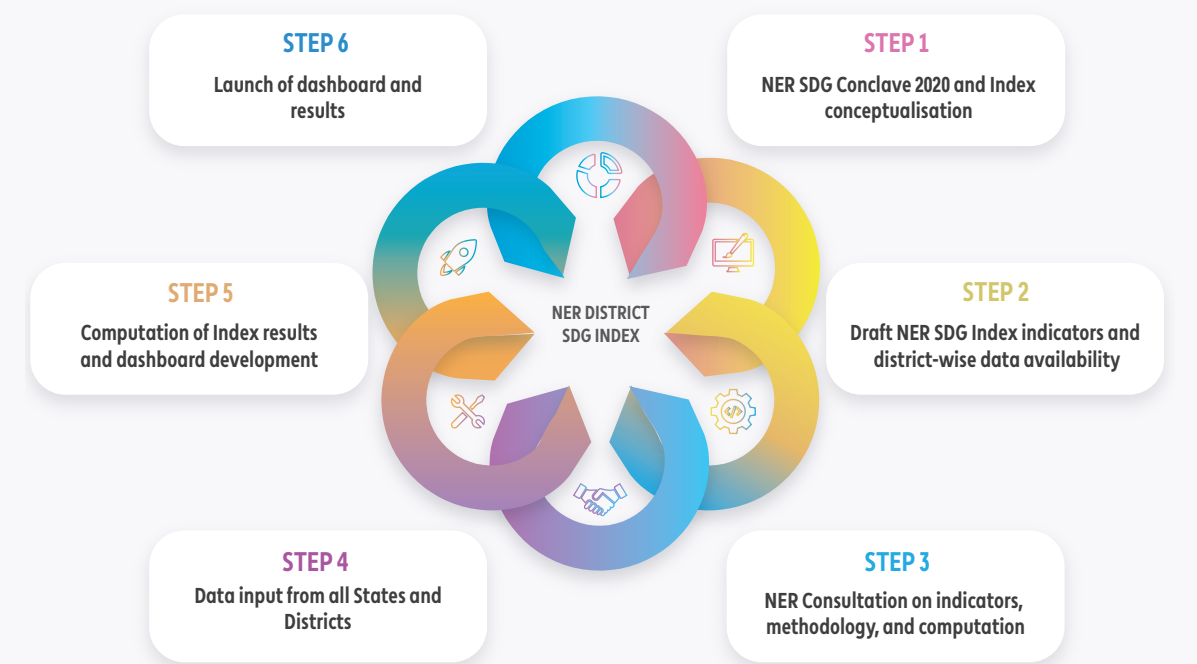 STEP 6
Launch of dashboard and
results
STEP 1
NER SDG Conclave 2020 and Index
conceptualisation
STEP 5
Computation of Index results
and dashboard development
NER DISTRICT
SDG INDEX
STEP 2
Draft NER SDG Index indicators and
district-wise data availability
STEP 4
Data input from all States and
Districts
STEP 3
NER Consultation on indicators,
methodology, and computation